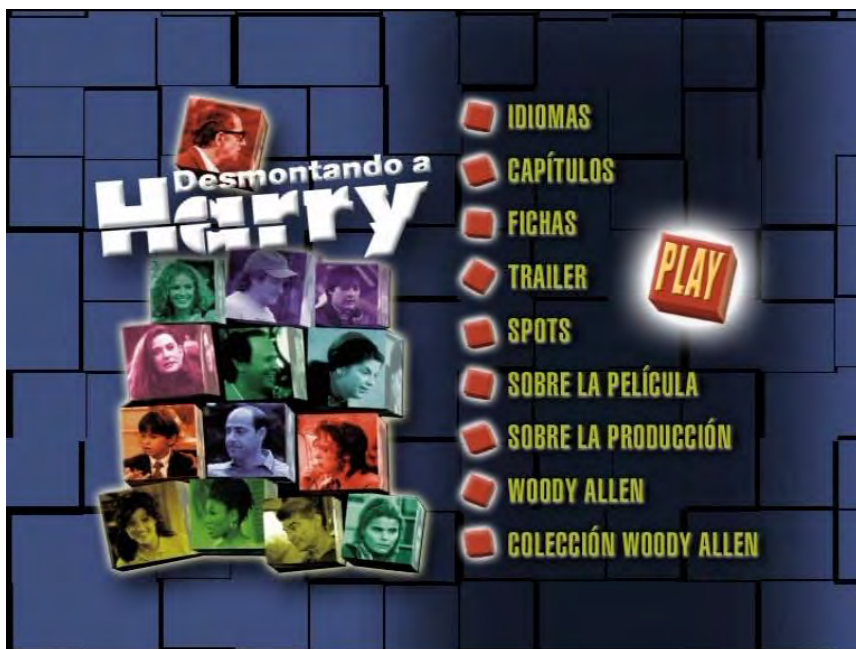 Desmontando a
Harry
IDIOMAS
CAPÍTULOS
FICHAS
TRAILER
SPOTS
SOBRE LA PELÍCULA
SOBRE LA PRODUCCIÓN
WOODY ALLEN
COLECCIÓN WOODY ALLEN
PLAY